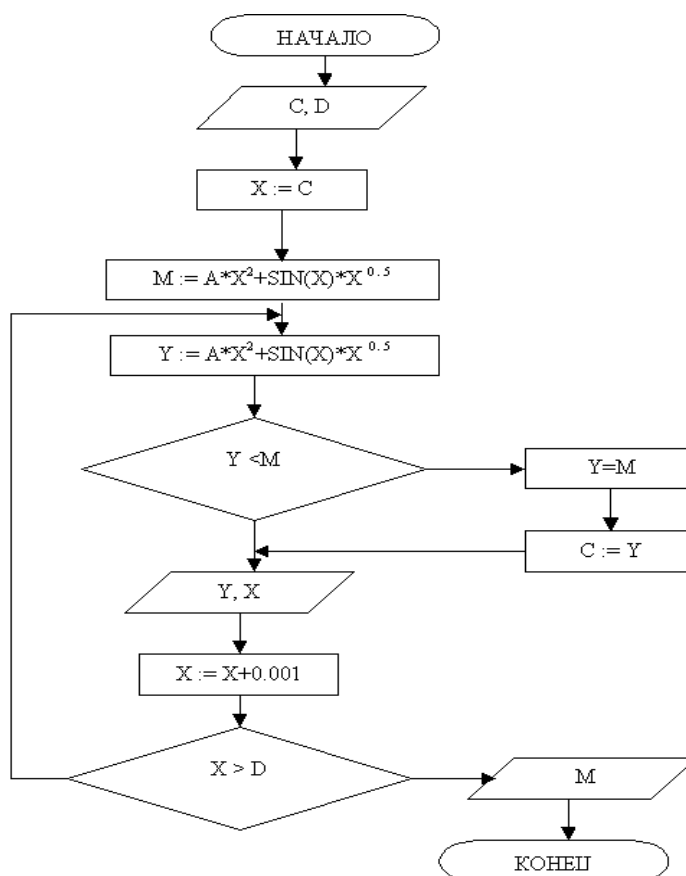 НАЧАЛО
C, D
X := C
M := A*X²+SIN(X)*X^0.5
Y := A*X²+SIN(X)*X^0.5
Y <M
Y=M
C := Y
Y, X
X := X+0.001
X > D
M
КОНЕЦ